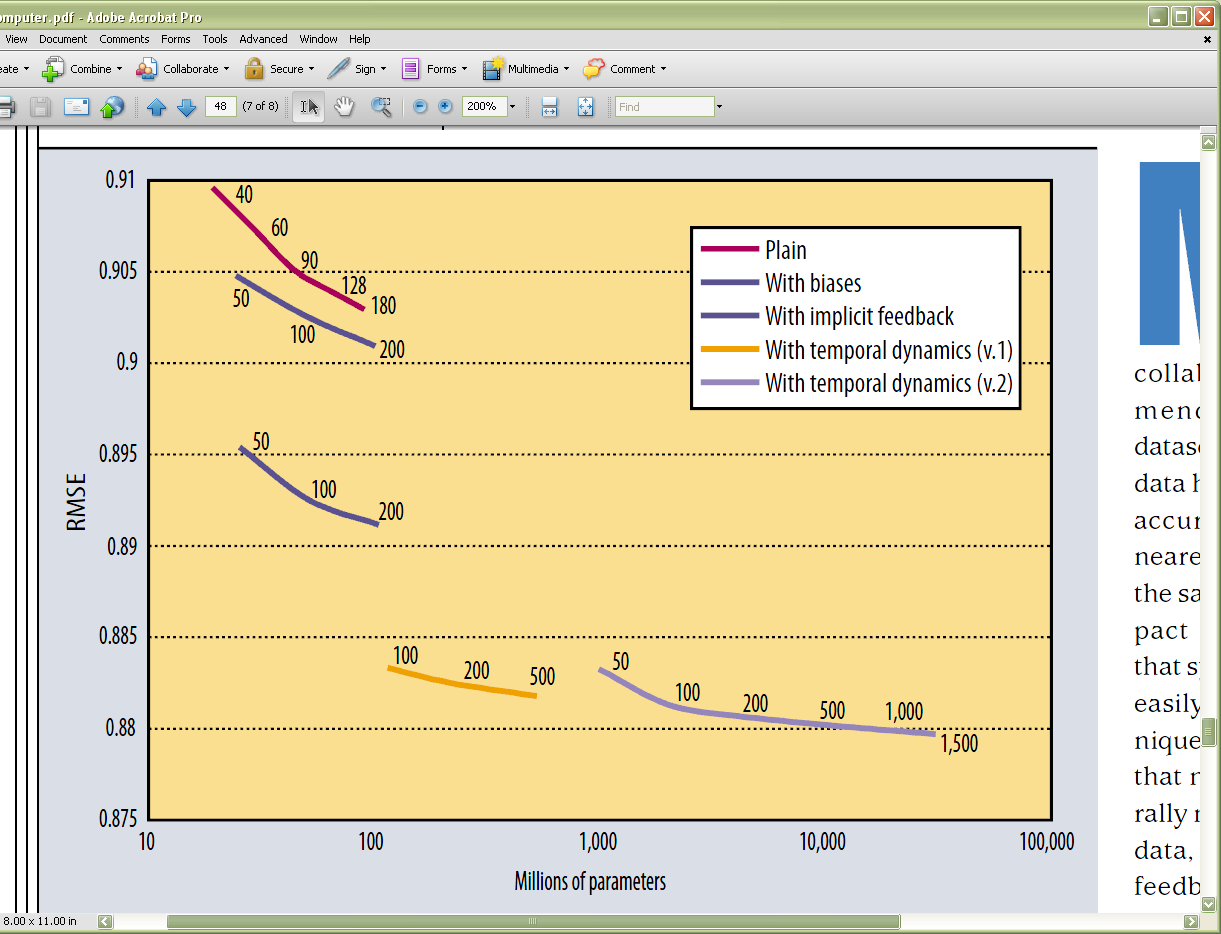 omputer.pdf - Adobe Acrobat Pro
View Document Comments Forms Tools Advanced Window Help
eate Combine Collaborate Secure Sign Forms Multimedia Comment
48 (7 of 8) 200% Find
0.91
0.905
0.9
0.895
0.89
0.885
0.88
0.875
RMSE
40
60
90
128
180
50
100
200
50
100
200
100
200
500
50
100
200
500
1,000
1,500
Plain
With biases
With implicit feedback
With temporal dynamics (v.1)
With temporal dynamics (v.2)
10 100 1,000 10,000 100,000
Millions of parameters
colla
men
datas
data h
accur
neare
the sa
pact
that s
easily
nique
that n
rally r
data,
feedb
8.00 x 11.00 in